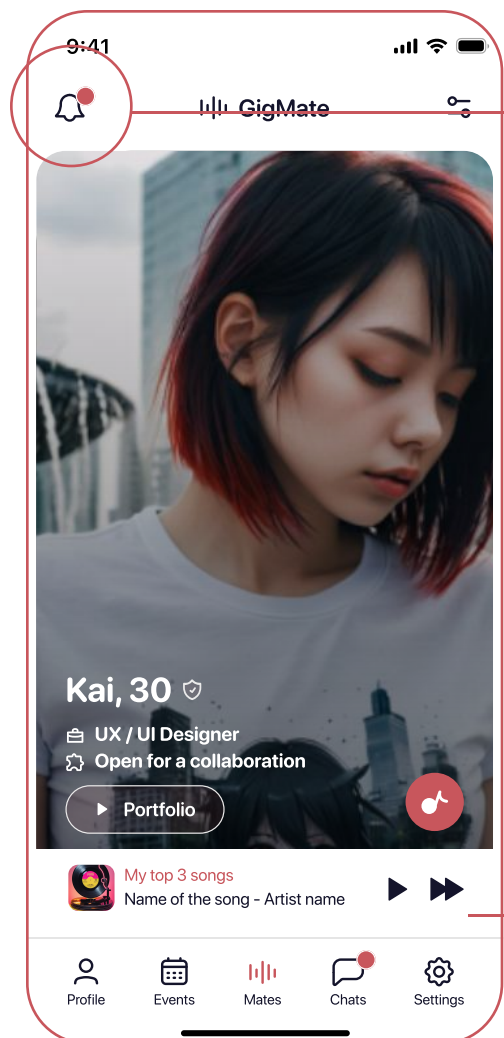 9:41
GigMate
Kai, 30
UX / UI Designer
Open for a collaboration
Portfolio
My top 3 songs
Name of the song - Artist name
Profile
Events
Mates
Chats
Settings